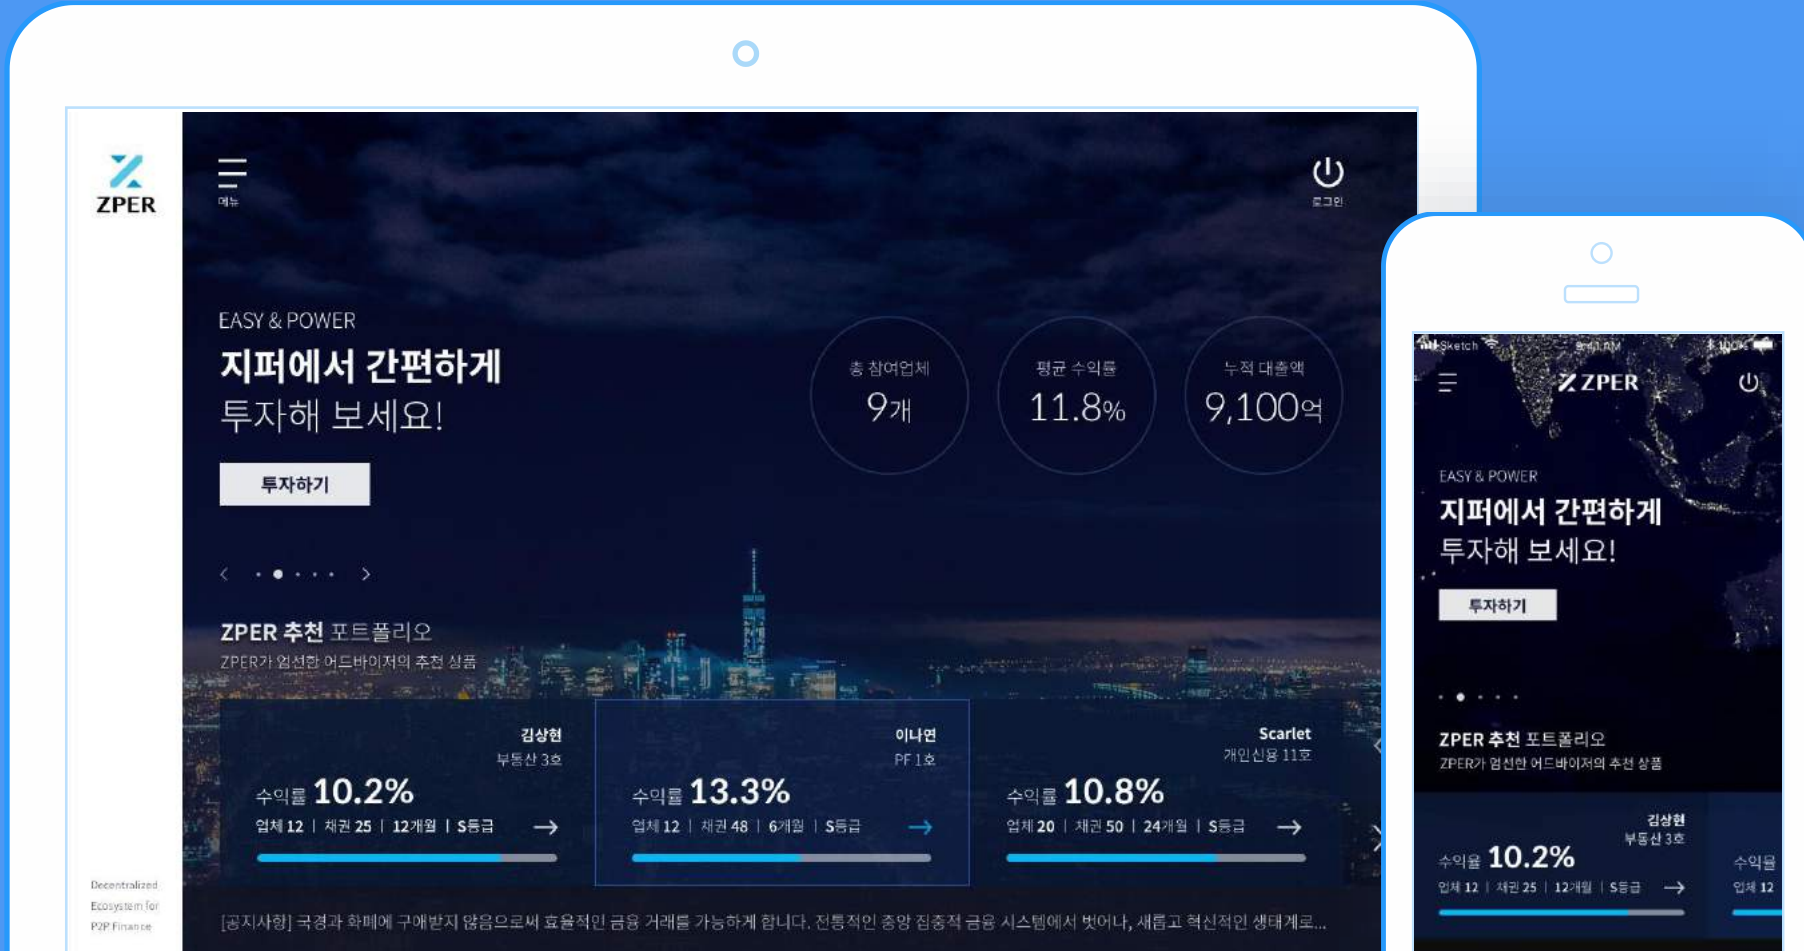 ZPER
메뉴
로그인
EASY & POWER
지퍼에서 간편하게
투자해 보세요!
투자하기
총 참여업체
9개
평균 수익률
11.8%
누적 대출액
9,100억
ZPER 추천 포트폴리오
ZPER가 엄선한 어드바이저의 추천 상품
김상현
부동산 3호
수익률 10.2%
업체 12 | 채권 25 | 12개월 | S등급
이나연
PF 1호
수익률 13.3%
업체 12 | 채권 48 | 6개월 | S등급
Scarlet
개인신용 11호
수익률 10.8%
업체 20 | 채권 50 | 24개월 | S등급
Decentralized
Ecosystem for
P2P Finance
[공지사항] 국경과 화폐에 구애받지 않음으로써 효율적인 금융 거래를 가능하게 합니다. 전통적인 중앙 집중적 금융 시스템에서 벗어나, 새롭고 혁신적인 생태계로...
Sketch 9:41 AM 100%
ZPER
EASY & POWER
지퍼에서 간편하게
투자해 보세요!
투자하기
ZPER 추천 포트폴리오
ZPER가 엄선한 어드바이저의 추천 상품
김상현
부동산 3호
수익율 10.2%
업체 12 | 채권 25 | 12개월 | S등급
수익율
업체 12